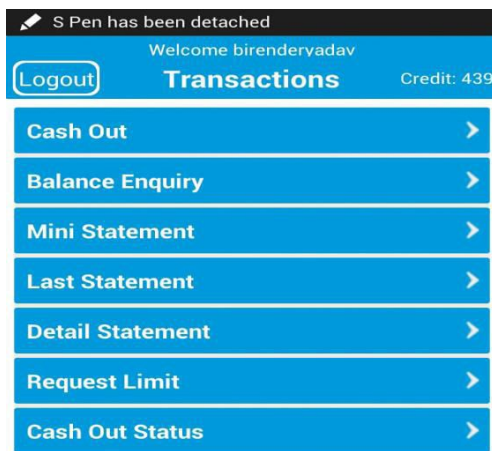 S Pen has been detached
Welcome birenderyadav
Logout Transactions Credit: 439
Cash Out
Balance Enquiry
Mini Statement
Last Statement
Detail Statement
Request Limit
Cash Out Status